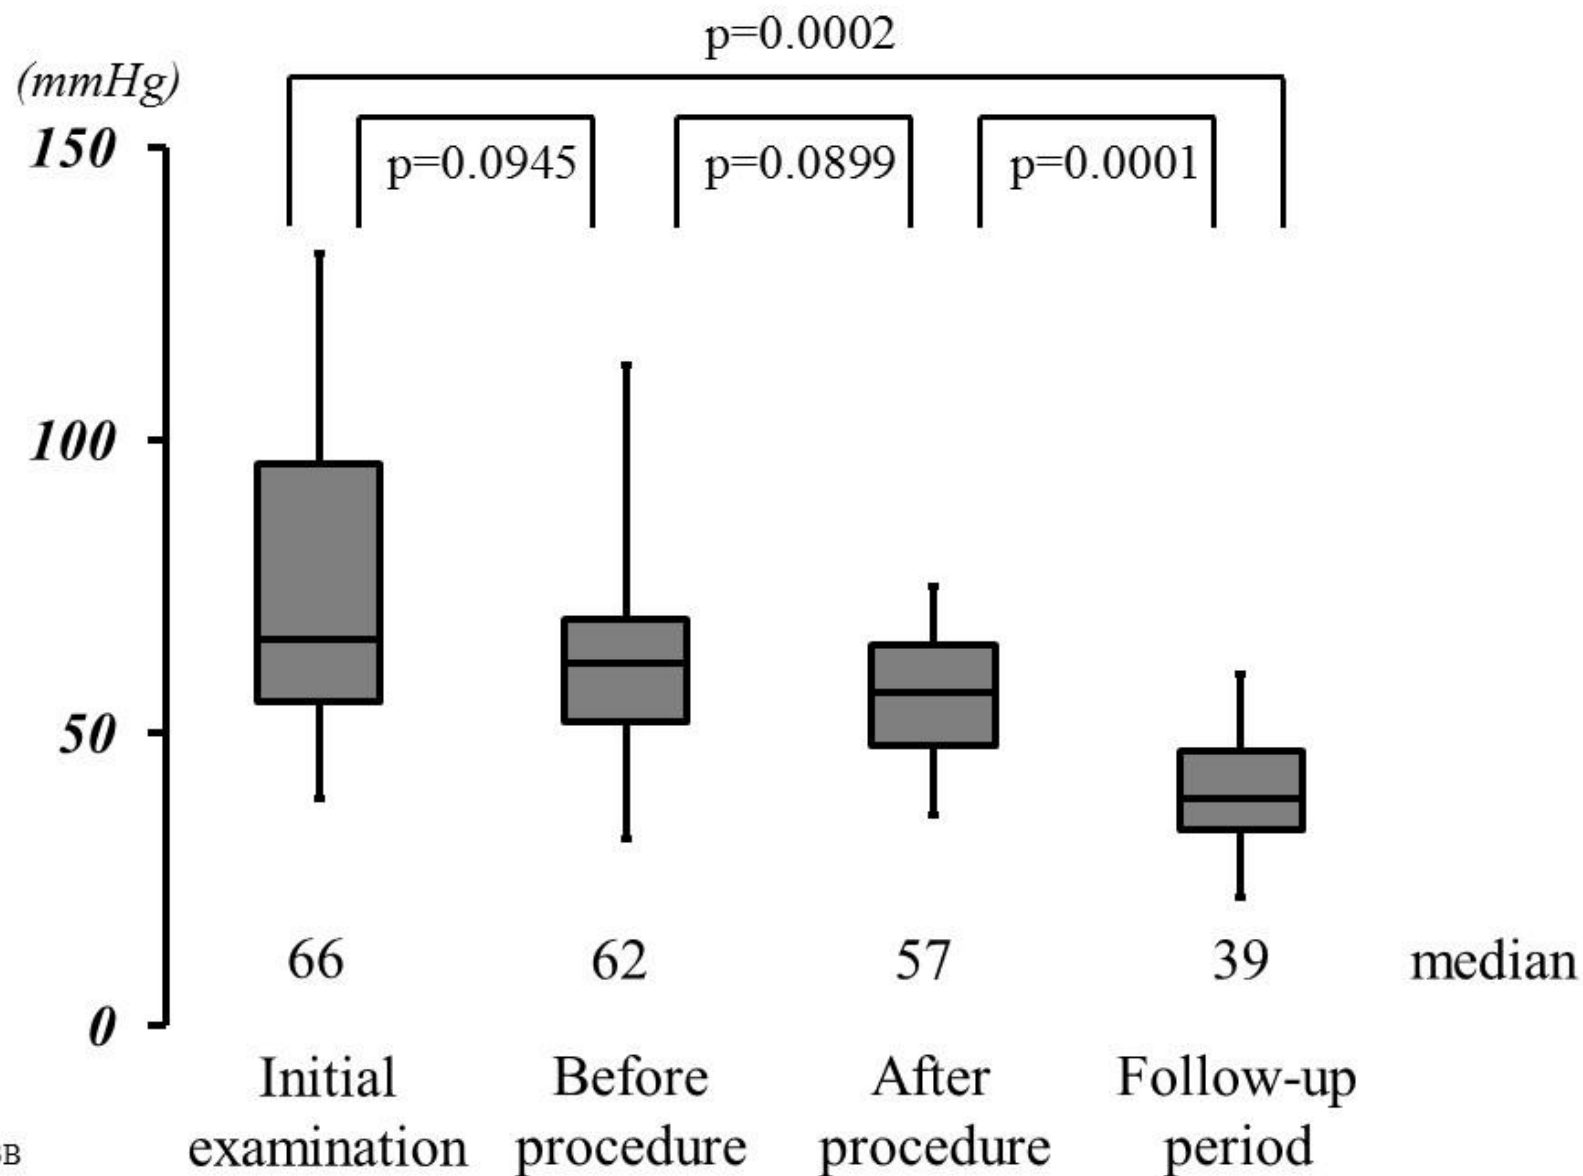 p=0.0002
(mmHg)
150
p=0.0945 p=0.0899 p=0.0001
100
50
66 62 57 39 median
0
Initial Before After Follow-up
examination procedure procedure period